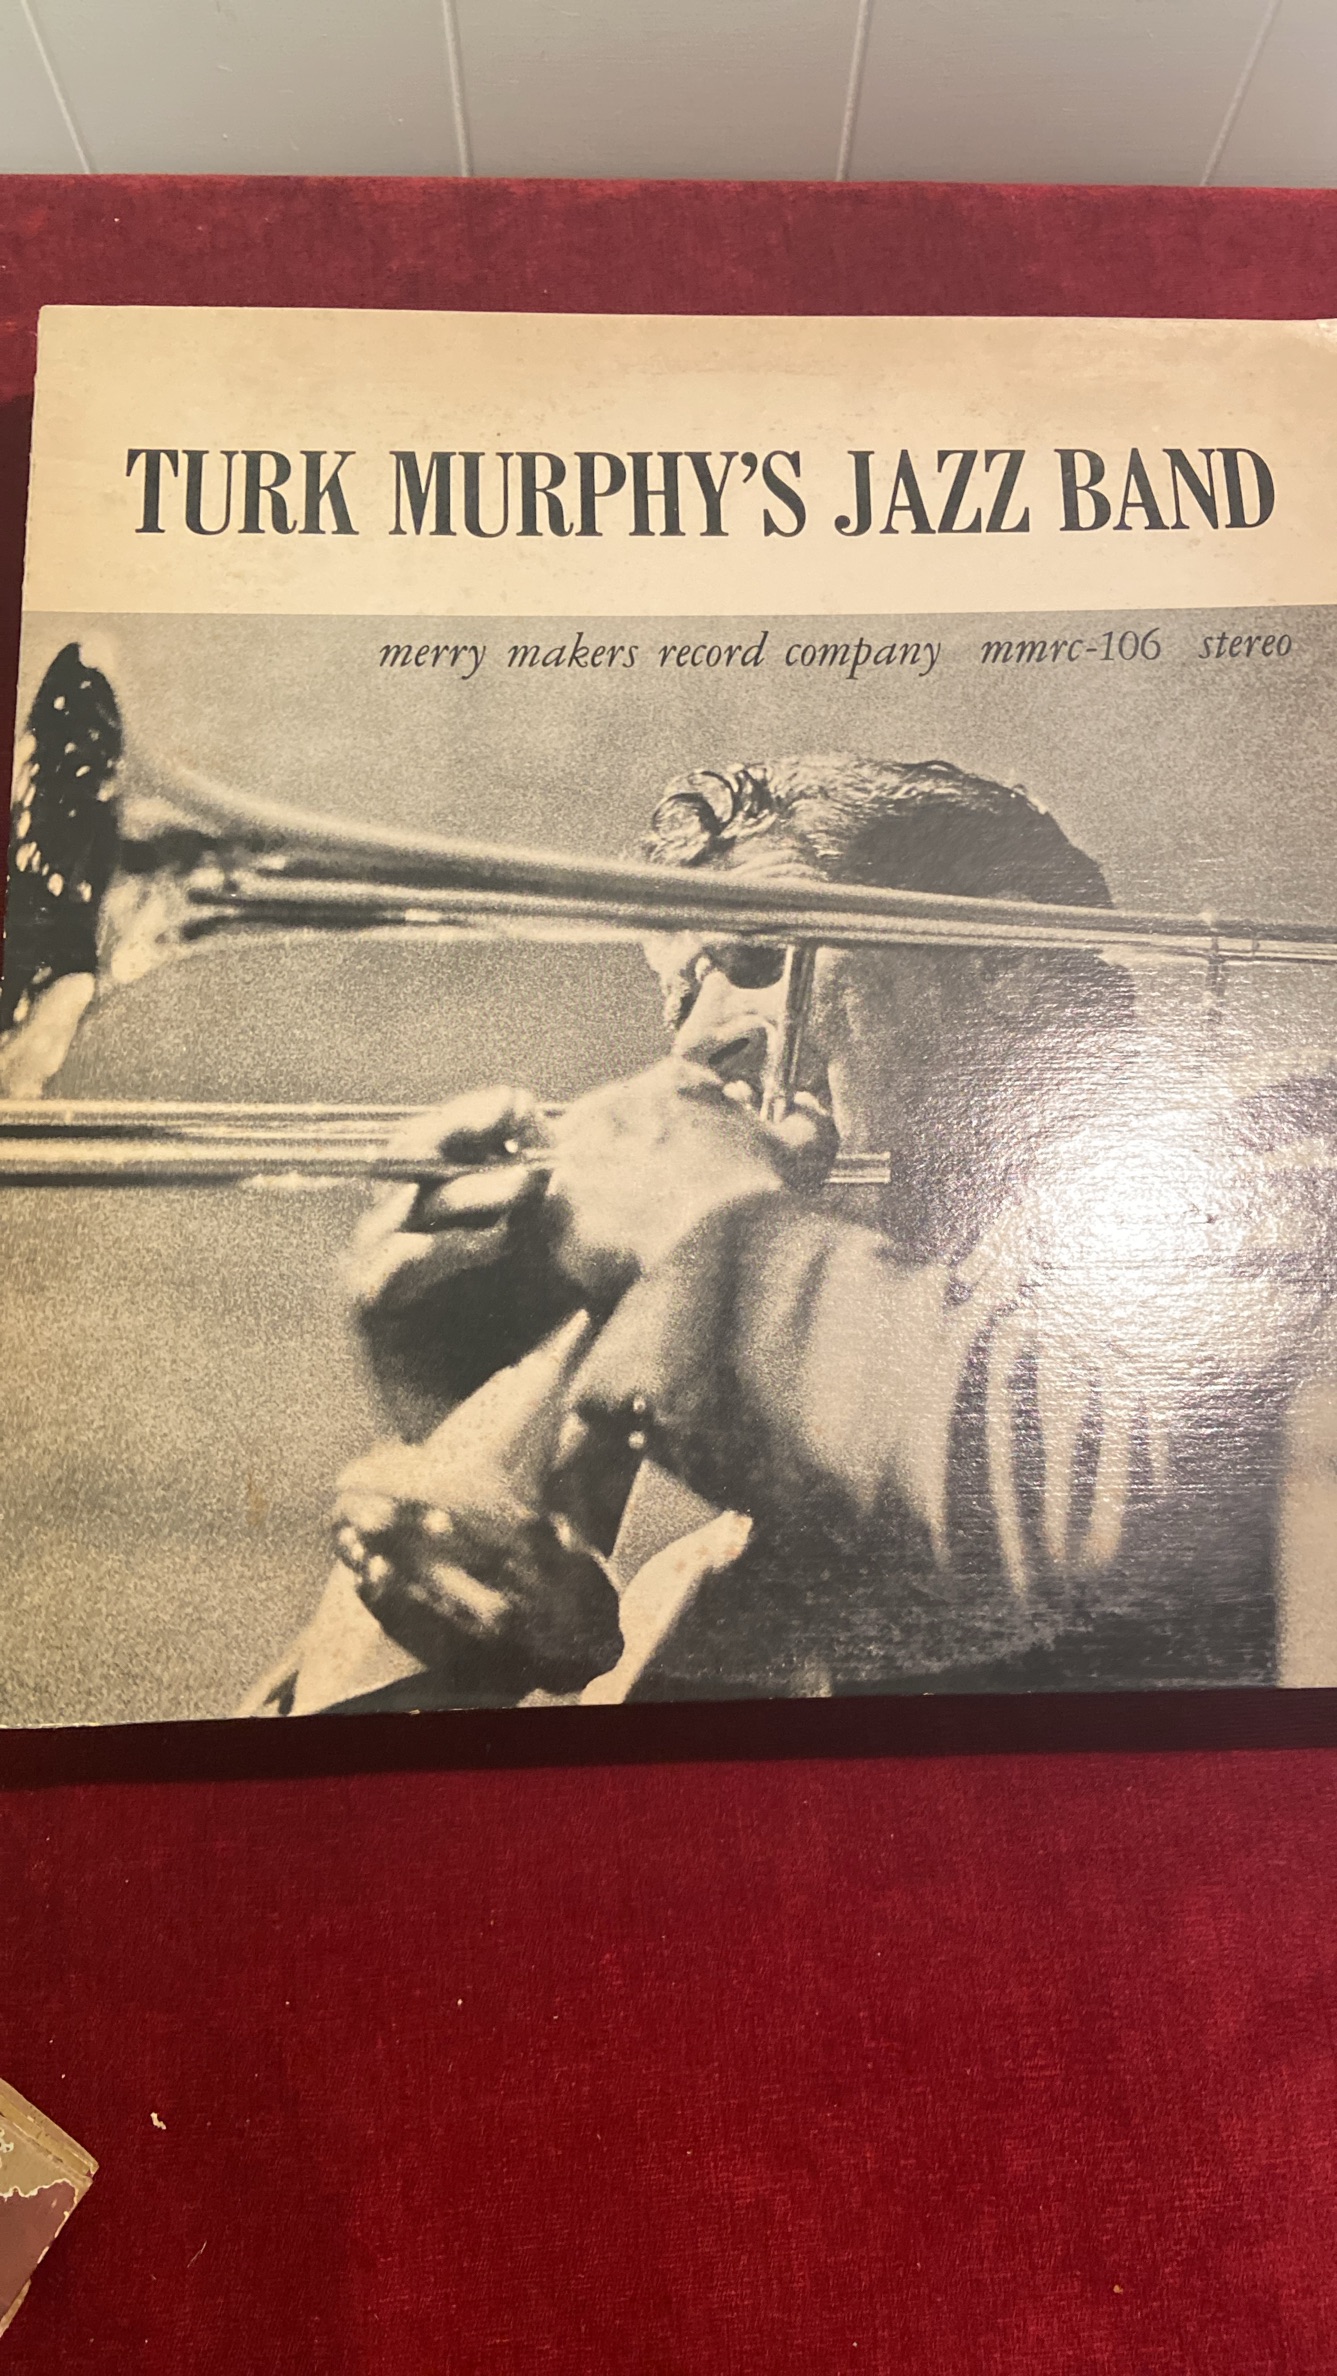 TURK MURPHY'S JAZZ BAND
merry makers record company mmrc-106 stereo